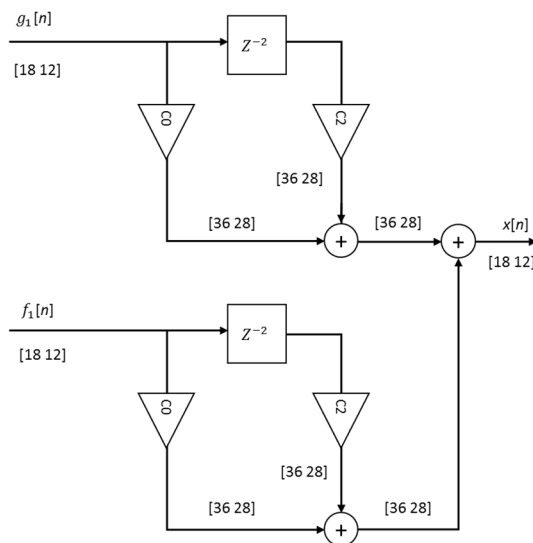 g₁[n]
Z⁻²
[18 12]
C0
C2
[36 28]
[36 28]
[36 28]
x[n]
+
+
[18 12]
f₁[n]
Z⁻²
[18 12]
C0
C2
[36 28]
[36 28]
[36 28]
+